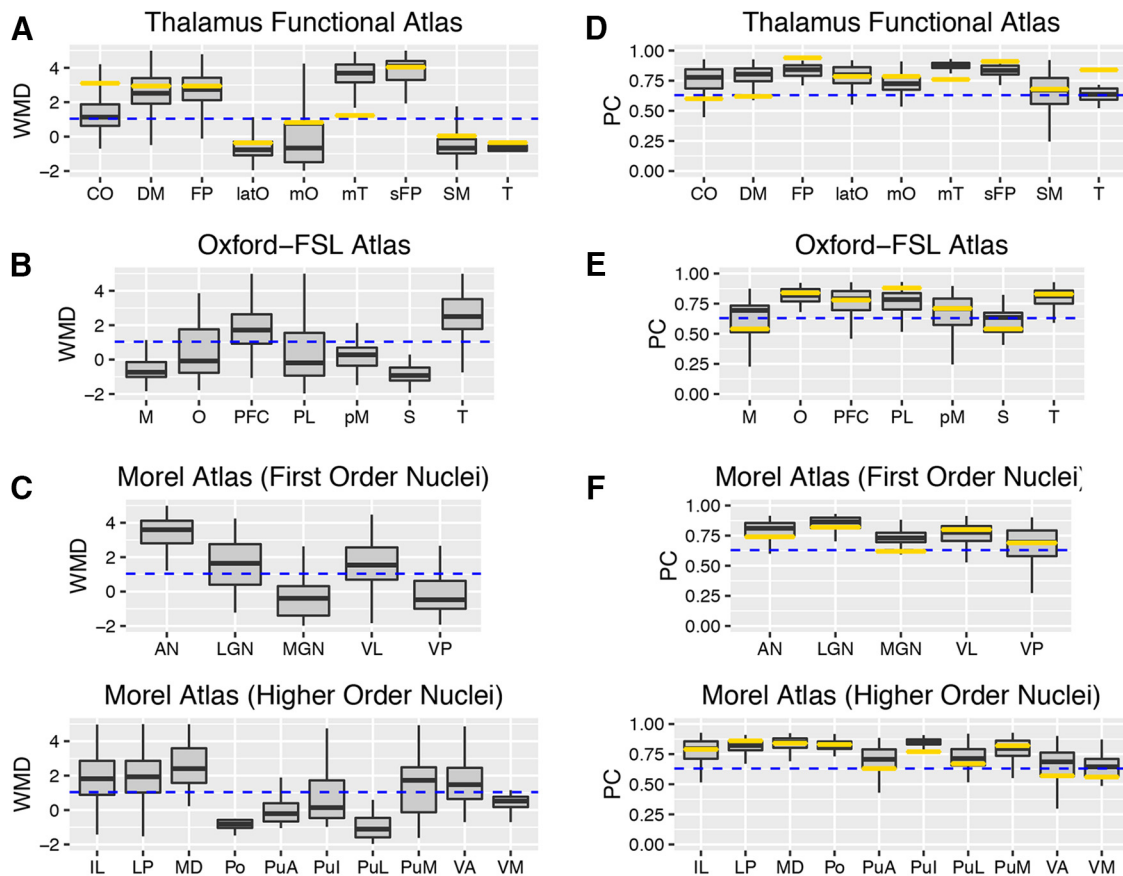 A
Thalamus Functional Atlas
WMD
4
2
0
−2
CO DM FP latO mO mT sFP SM T
B
Oxford−FSL Atlas
WMD
4
2
0
−2
M O PFC PL pM S T
C
Morel Atlas (First Order Nuclei)
WMD
4
2
0
−2
AN LGN MGN VL VP
Morel Atlas (Higher Order Nuclei)
WMD
4
2
0
−2
IL LP MD Po PuA PuI PuL PuM VA VM
D
Thalamus Functional Atlas
PC
1.00
0.75
0.50
0.25
0.00
CO DM FP latO mO mT sFP SM T
E
Oxford−FSL Atlas
PC
1.00
0.75
0.50
0.25
0.00
M O PFC PL pM S T
F
Morel Atlas (First Order Nuclei)
PC
1.00
0.75
0.50
0.25
0.00
AN LGN MGN VL VP
Morel Atlas (Higher Order Nuclei)
PC
1.00
0.75
0.50
0.25
0.00
IL LP MD Po PuA PuI PuL PuM VA VM